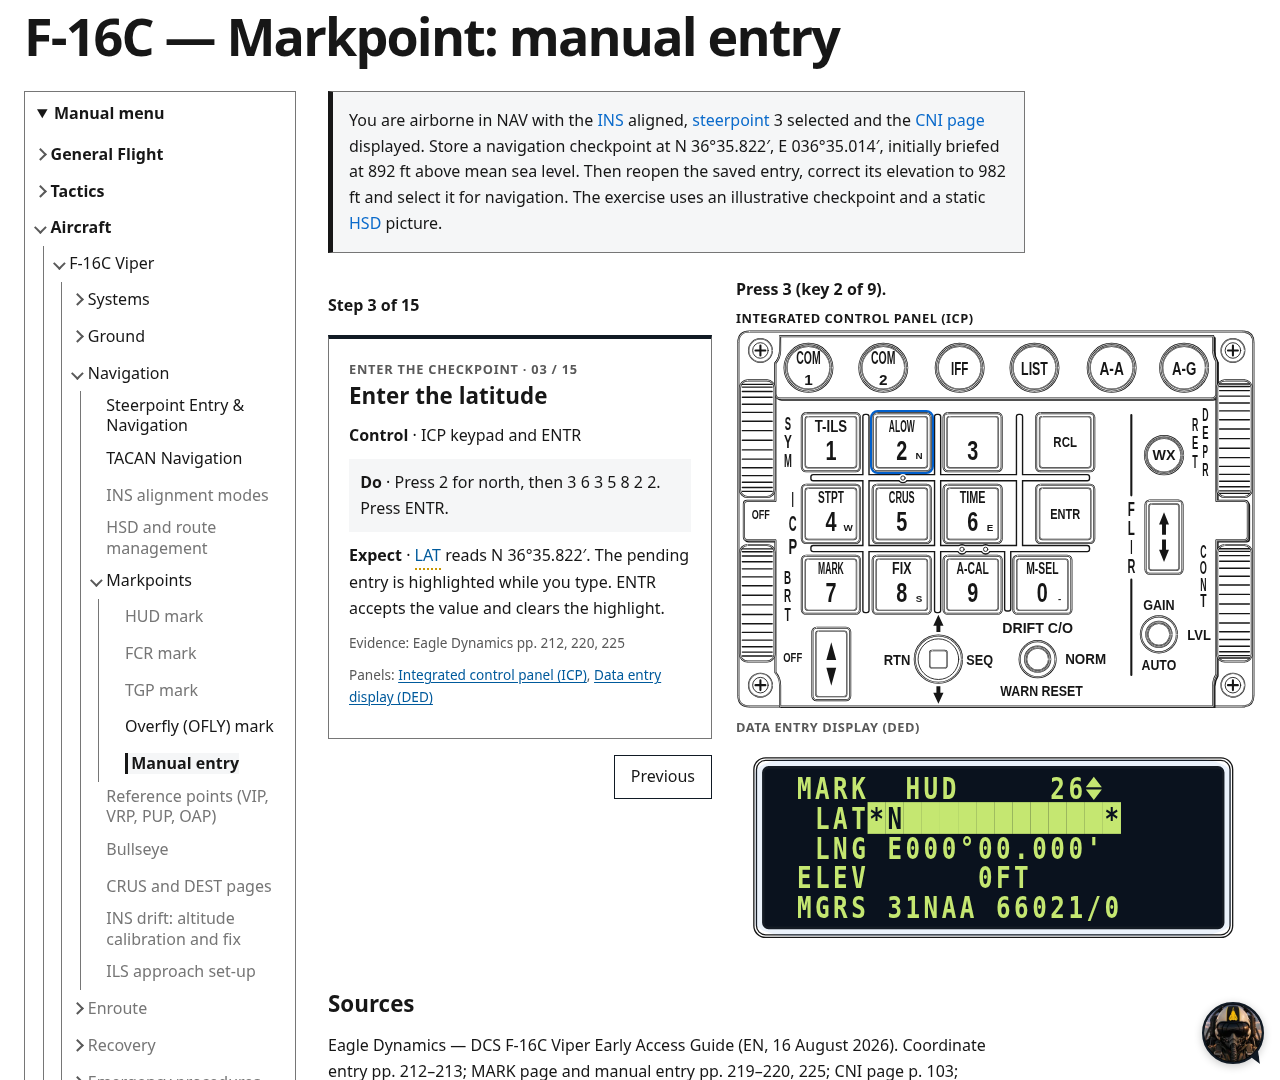 F-16C — Markpoint: manual entry
Manual menu
General Flight
Tactics
Aircraft
F-16C Viper
Systems
Ground
Navigation
Steerpoint Entry &
Navigation
TACAN Navigation
INS alignment modes
HSD and route
management
Markpoints
HUD mark
FCR mark
TGP mark
Overfly (OFLY) mark
Manual entry
Reference points (VIP,
VRP, PUP, OAP)
Bullseye
CRUS and DEST pages
INS drift: altitude
calibration and fix
ILS approach set-up
Enroute
Recovery
Emergency procedures
You are airborne in NAV with the INS aligned, steerpoint 3 selected and the CNI page
displayed. Store a navigation checkpoint at N 36°35.822′, E 036°35.014′, initially briefed
at 892 ft above mean sea level. Then reopen the saved entry, correct its elevation to 982
ft and select it for navigation. The exercise uses an illustrative checkpoint and a static
HSD picture.
Step 3 of 15
ENTER THE CHECKPOINT · 03 / 15
Enter the latitude
Control · ICP keypad and ENTR
Do · Press 2 for north, then 3 6 3 5 8 2 2.
Press ENTR.
Expect · LAT reads N 36°35.822′. The pending
entry is highlighted while you type. ENTR
accepts the value and clears the highlight.
Evidence: Eagle Dynamics pp. 212, 220, 225
Panels: Integrated control panel (ICP), Data entry
display (DED)
Previous
Press 3 (key 2 of 9).
INTEGRATED CONTROL PANEL (ICP)
COM 1
COM 2
IFF
LIST
A-A
A-G
SYM
T-ILS 1
ALOW 2 N
3
RCL
WX
RET
DEPR
OFF
ICP
STPT 4 W
CRUS 5
TIME 6 E
ENTR
FLIR
CONT
BRT
MARK 7
FIX 8 S
A-CAL 9
M-SEL 0 -
GAIN
LVL
AUTO
OFF
RTN
SEQ
DRIFT C/O
NORM
WARN RESET
DATA ENTRY DISPLAY (DED)
MARK HUD 26
LAT*N *
LNG E000°00.000'
ELEV 0FT
MGRS 31NAA 66021/0
Sources
Eagle Dynamics — DCS F-16C Viper Early Access Guide (EN, 16 August 2026). Coordinate
entry pp. 212–213; MARK page and manual entry pp. 219–220, 225; CNI page p. 103;